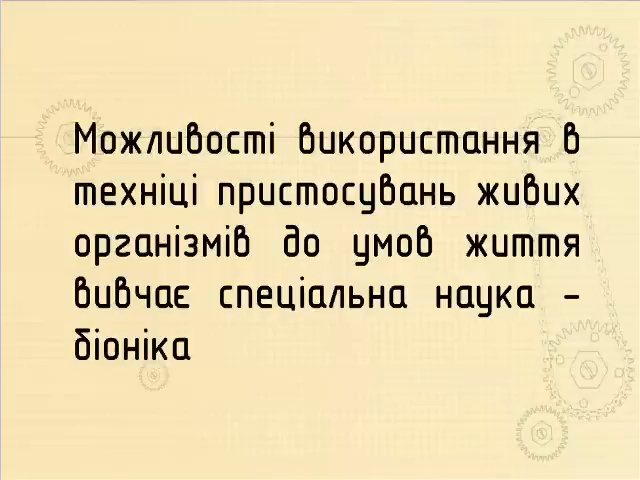 Можливості використання в
техніці пристосувань живих
організмів до умов життя
вивчає спеціальна наука –
біоніка